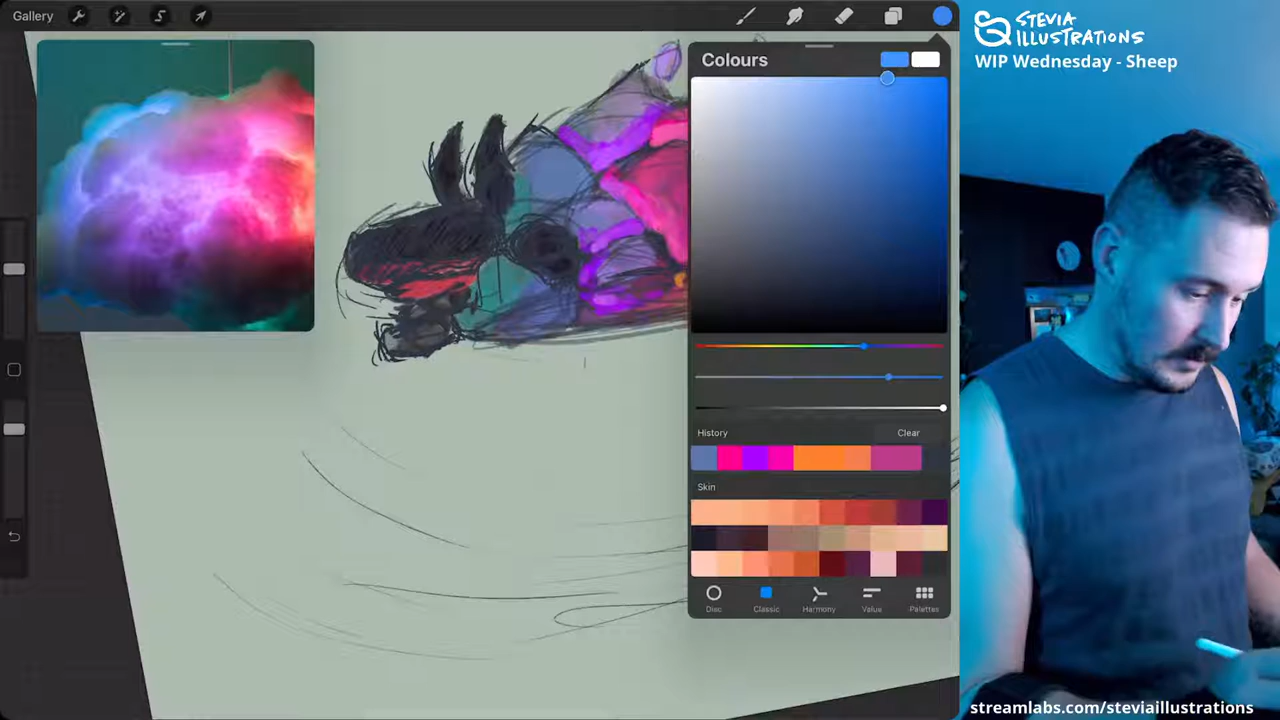 Gallery
STEVIA
ILLUSTRATIONS
WIP Wednesday - Sheep
Colours
History
Clear
Skin
Disc
Classic
Harmony
Value
Palettes
streamlabs.com/steviaillustrations